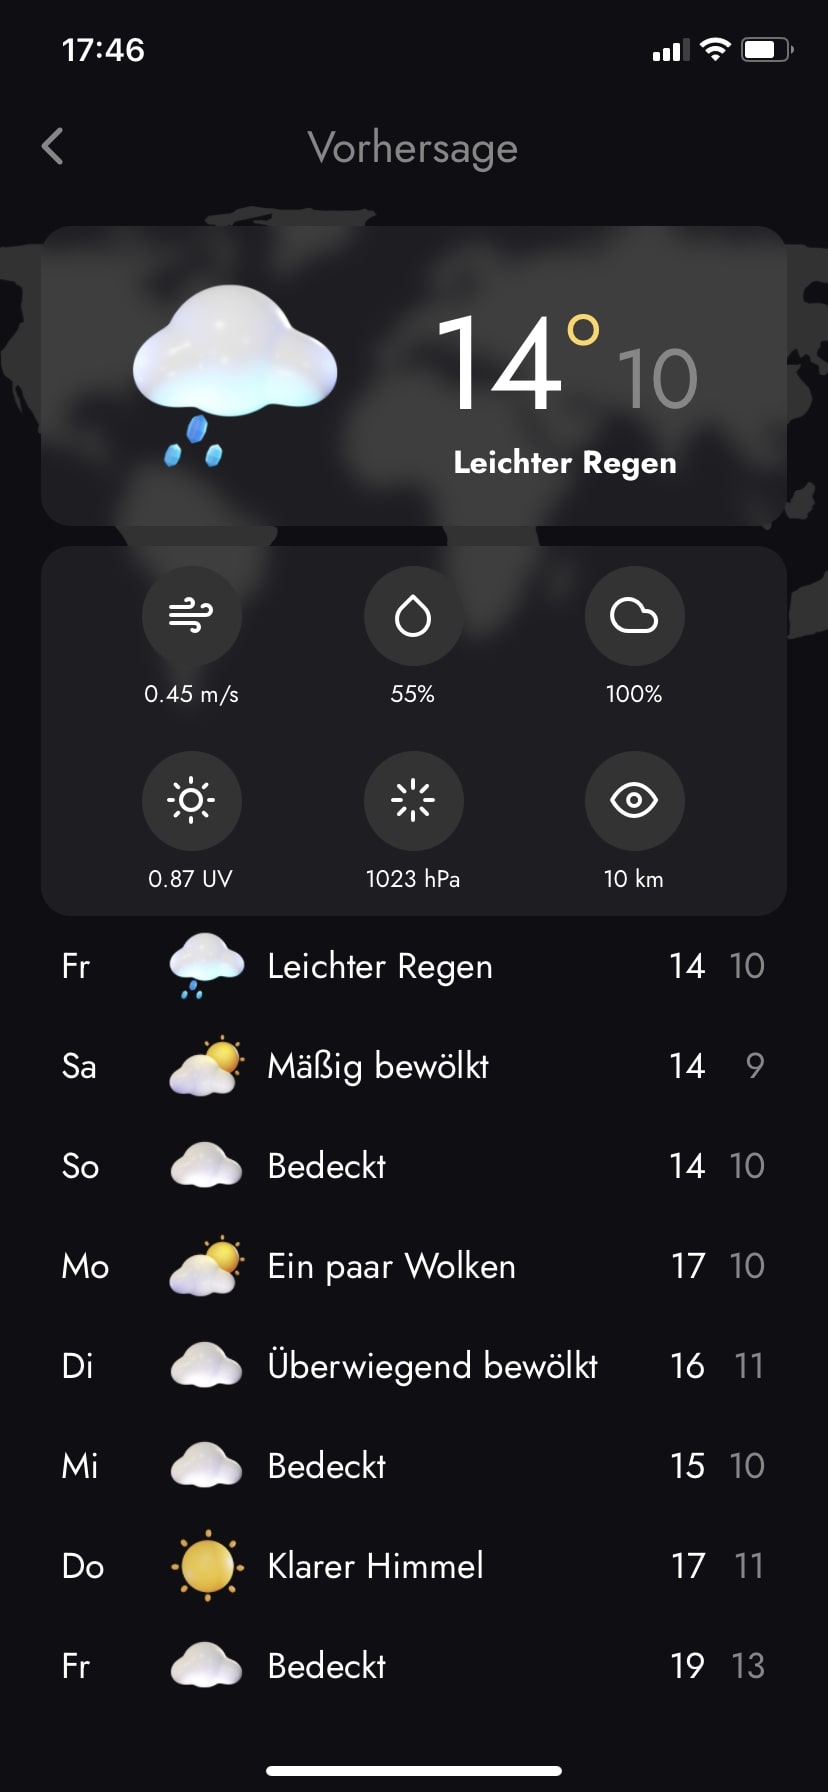 17:46
Vorhersage
14° 10
Leichter Regen
0.45 m/s 55% 100%
0.87 UV 1023 hPa 10 km
Fr Leichter Regen 14 10
Sa Mäßig bewölkt 14 9
So Bedeckt 14 10
Mo Ein paar Wolken 17 10
Di Überwiegend bewölkt 16 11
Mi Bedeckt 15 10
Do Klarer Himmel 17 11
Fr Bedeckt 19 13